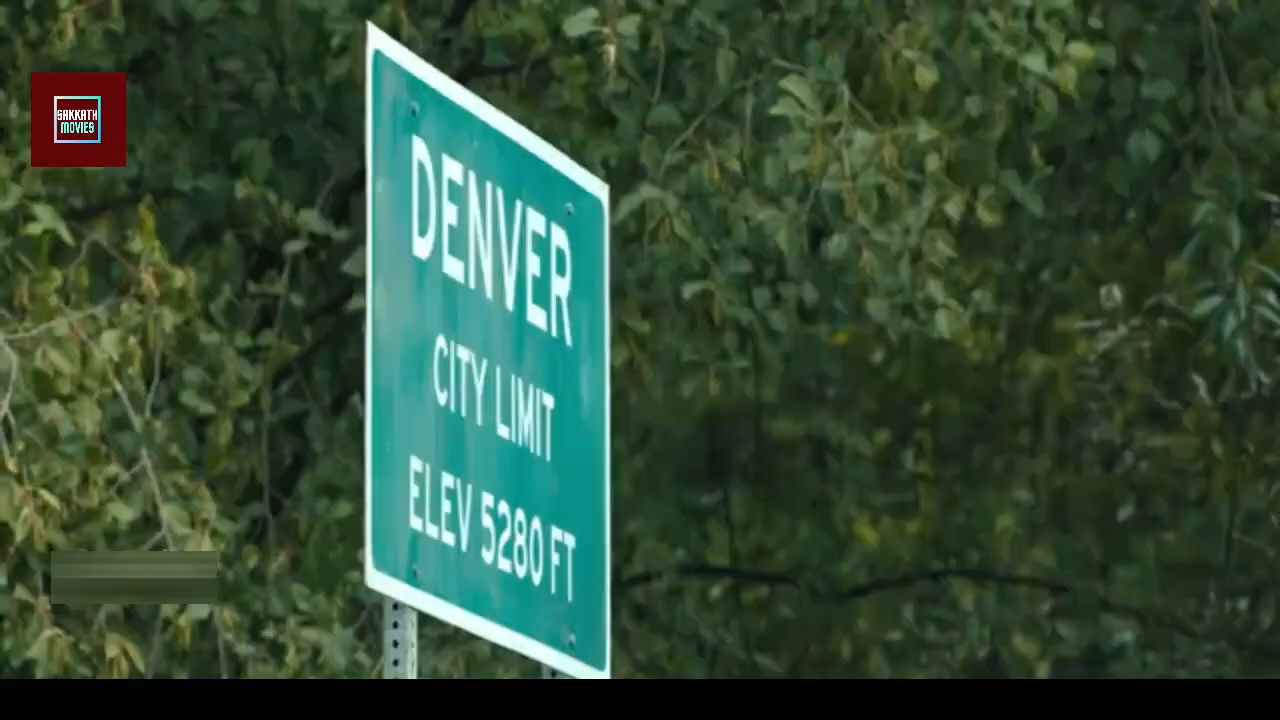 SAKKATH
MOVIES
DENVER
CITY LIMIT
ELEV 5280 FT